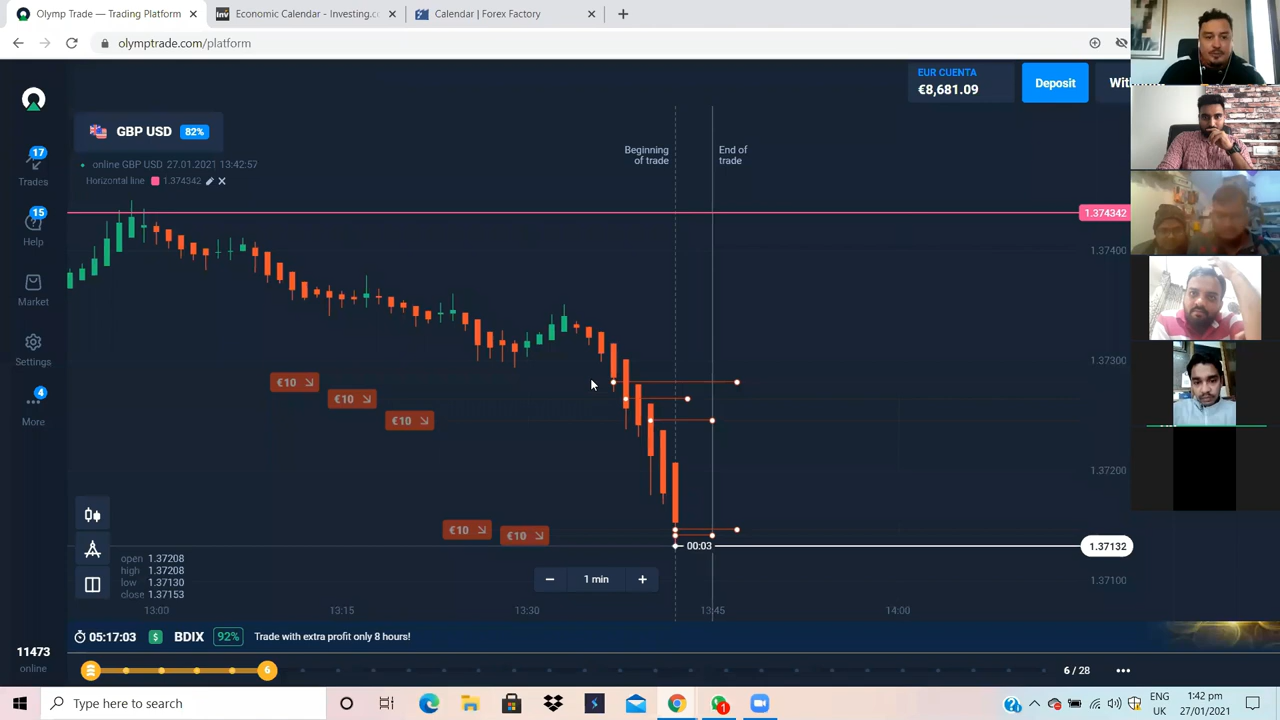 Olymp Trade — Trading Platform
Economic Calendar - Investing.c
Calendar | Forex Factory
olymptrade.com/platform
EUR CUENTA
€8,681.09
Deposit
With
GBP USD 82%
online GBP USD 27.01.2021 13:42:57
Horizontal line 1.374342
Beginning
of trade
End of
trade
17
Trades
15
Help
Market
Settings
4
More
1.374342
1.37400
1.37300
1.37200
1.37132
1.37100
€10
€10
€10
€10
€10
00:03
open 1.37208
high 1.37208
low 1.37130
close 1.37153
1 min
13:00
13:15
13:30
13:45
14:00
05:17:03 $ BDIX 92% Trade with extra profit only 8 hours!
11473
online
6
6 / 28
Type here to search
1
ENG
UK
1:42 pm
27/01/2021